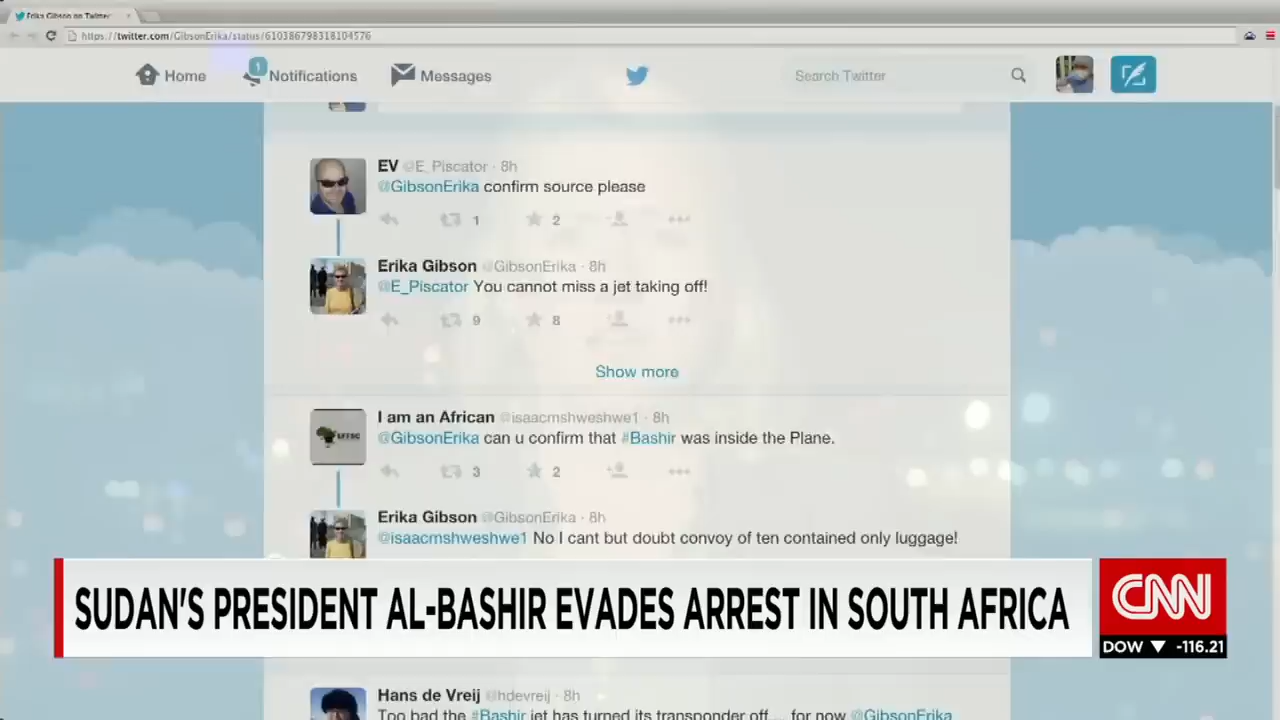 Erika Gibson on Twitter
https://twitter.com/GibsonErika/status/610386798318104576
Home
1
Notifications
Messages
Search Twitter
EV @E_Piscator · 8h
@GibsonErika confirm source please
1 2
Erika Gibson @GibsonErika · 8h
@E_Piscator You cannot miss a jet taking off!
9 8
Show more
I am an African @isaacmshweshwe1 · 8h
@GibsonErika can u confirm that #Bashir was inside the Plane.
3 2
Erika Gibson @GibsonErika · 8h
@isaacmshweshwe1 No I cant but doubt convoy of ten contained only luggage!
SUDAN'S PRESIDENT AL-BASHIR EVADES ARREST IN SOUTH AFRICA
CNN
DOW ▼ -116.21
Hans de Vreij @hdevreij · 8h
Too bad the #Bashir jet has turned its transponder off.... for now @GibsonErika